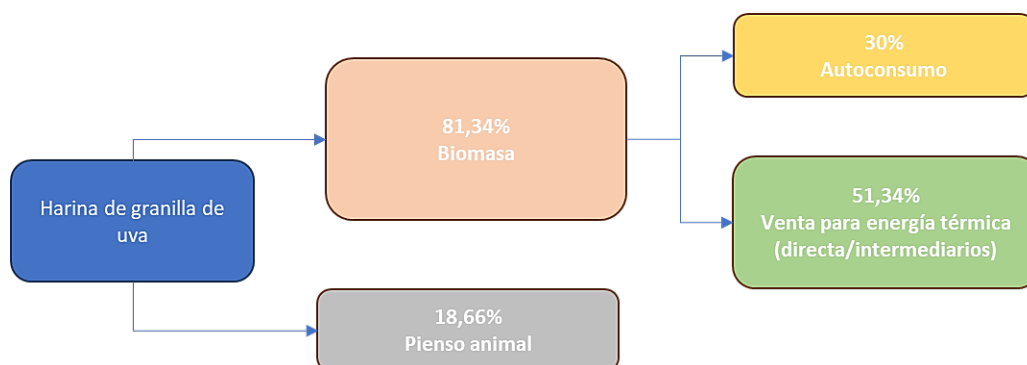 30%
Autoconsumo
81,34%
Biomasa
Harina de granilla de
uva
51,34%
Venta para energía térmica
(directa/intermediarios)
18,66%
Pienso animal